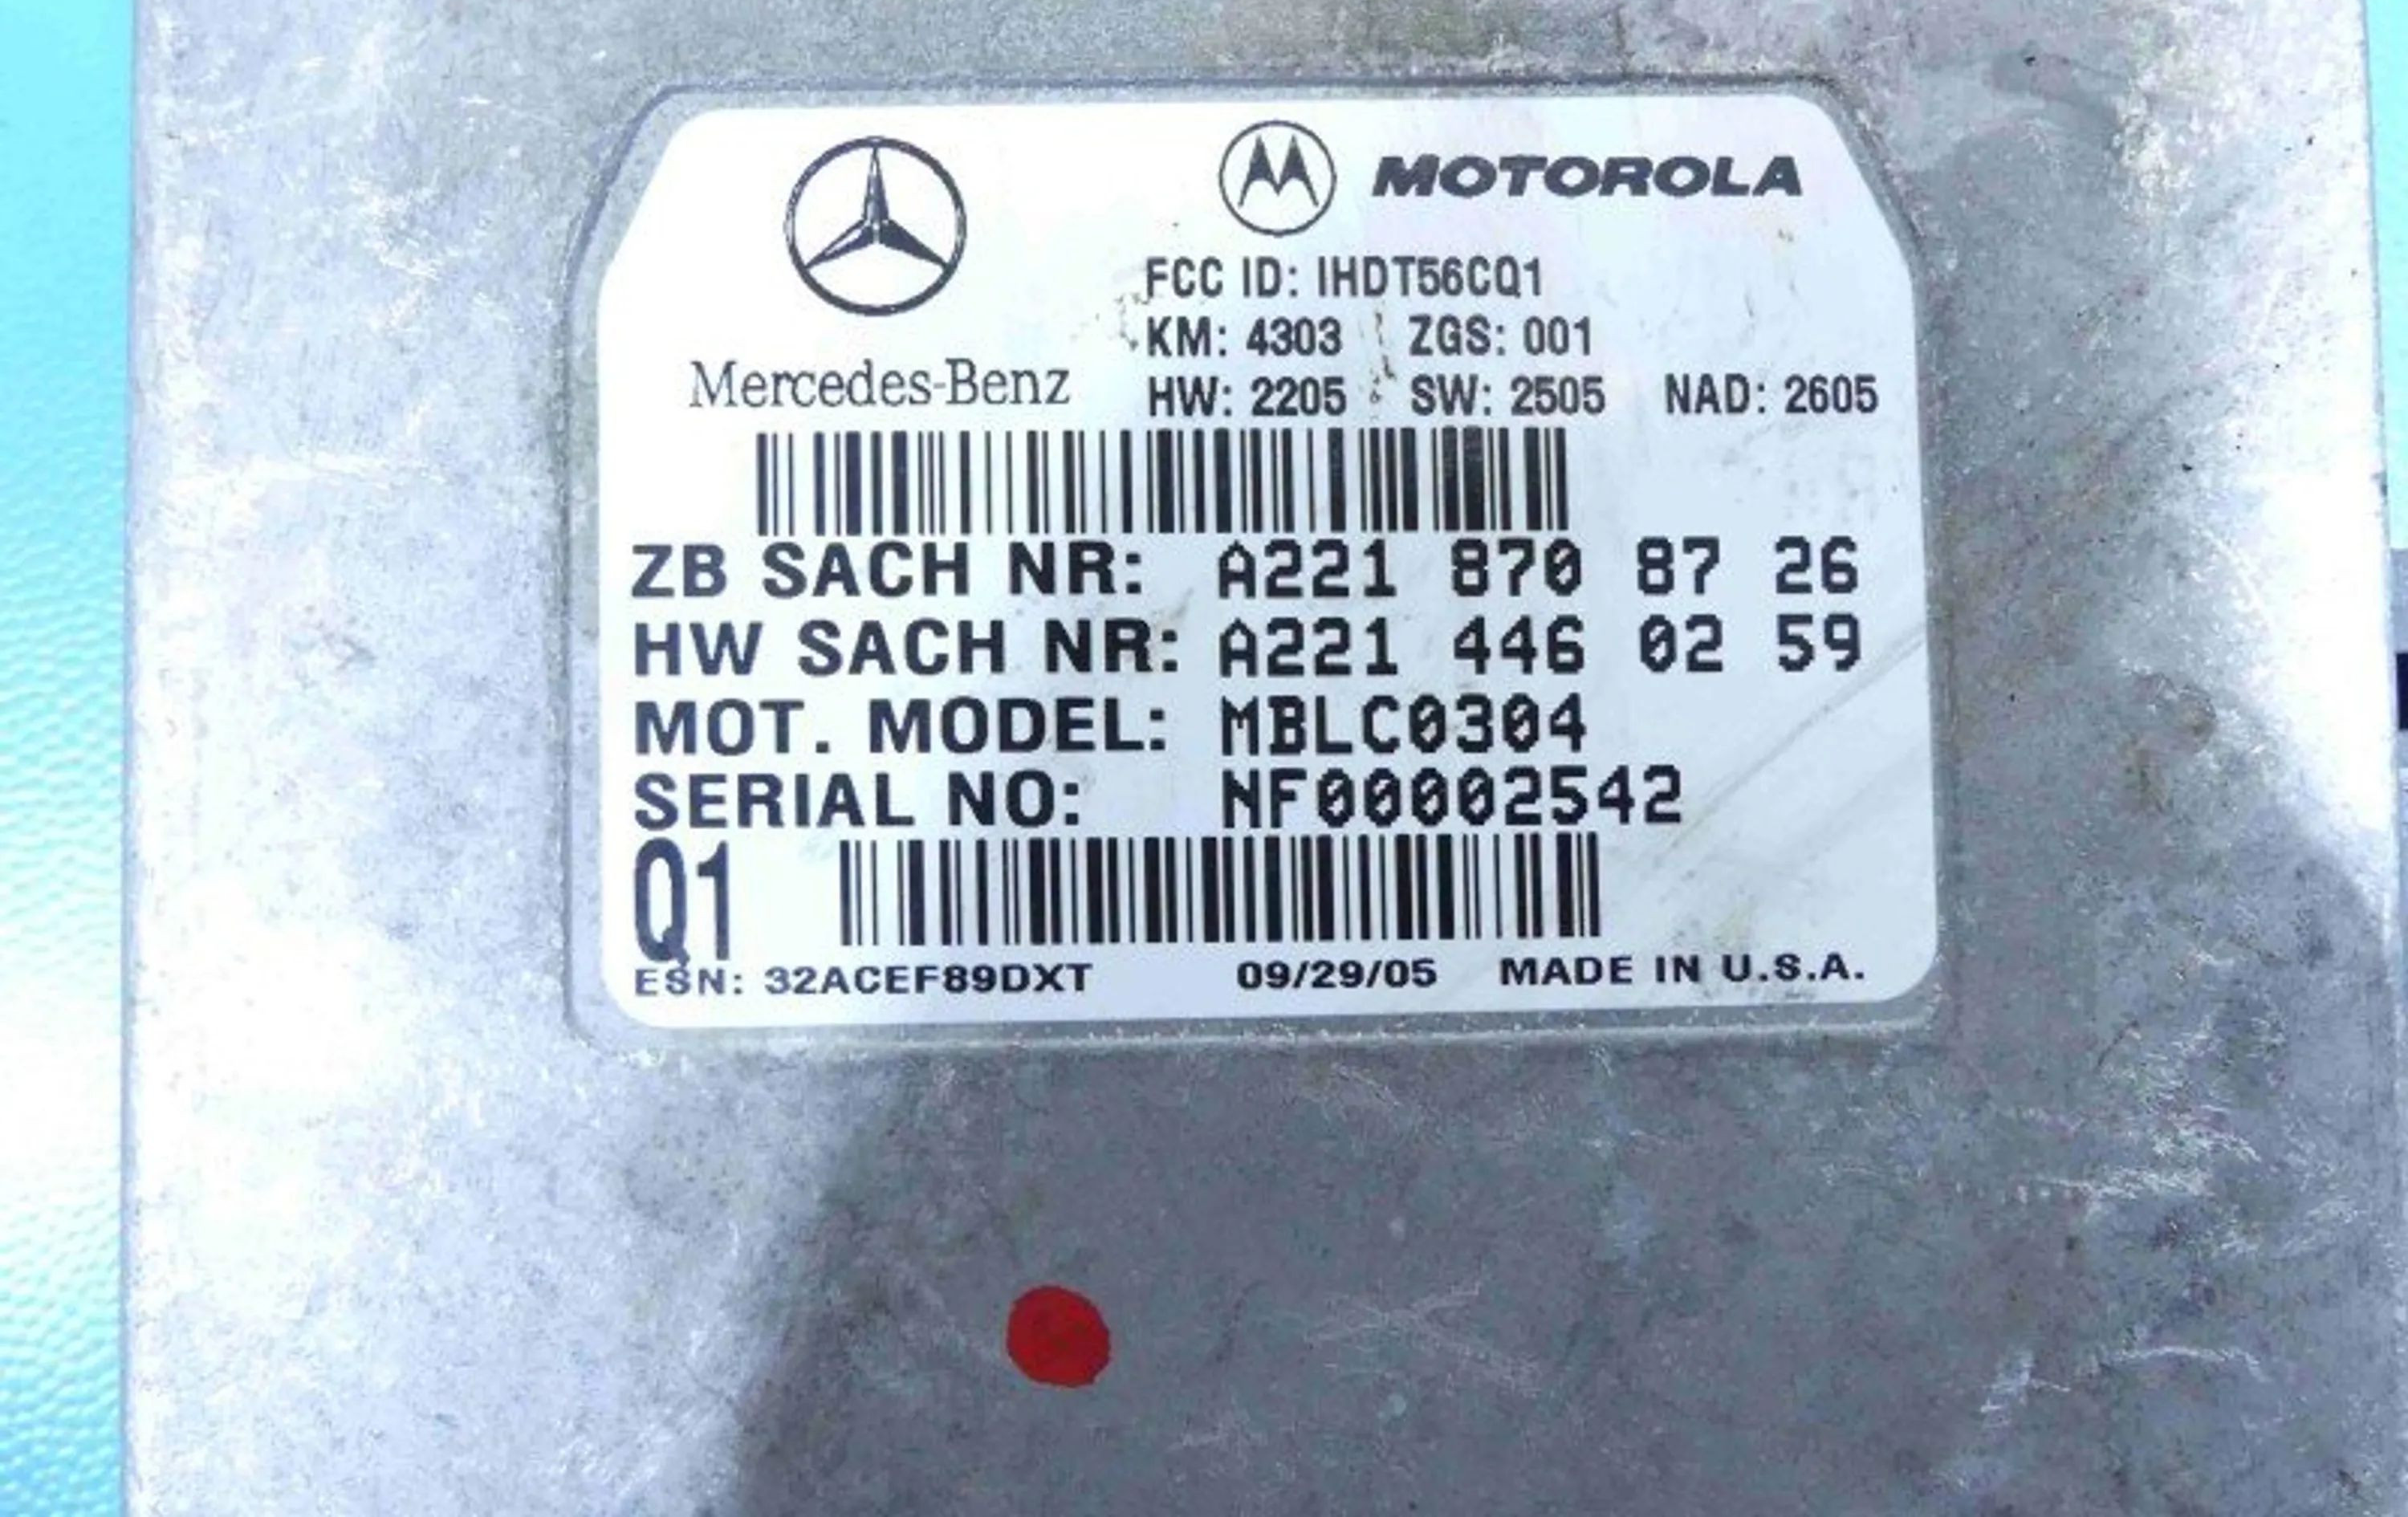 MOTOROLA
FCC ID: IHDT56CQ1
KM: 4303 ZGS: 001
Mercedes-Benz
HW: 2205 SW: 2505 NAD: 2605
ZB SACH NR: A221 870 87 26
HW SACH NR: A221 446 02 59
MOT. MODEL: MBLC0304
SERIAL NO: NF00002542
Q1
ESN: 32ACEF89DXT 09/29/05 MADE IN U.S.A.